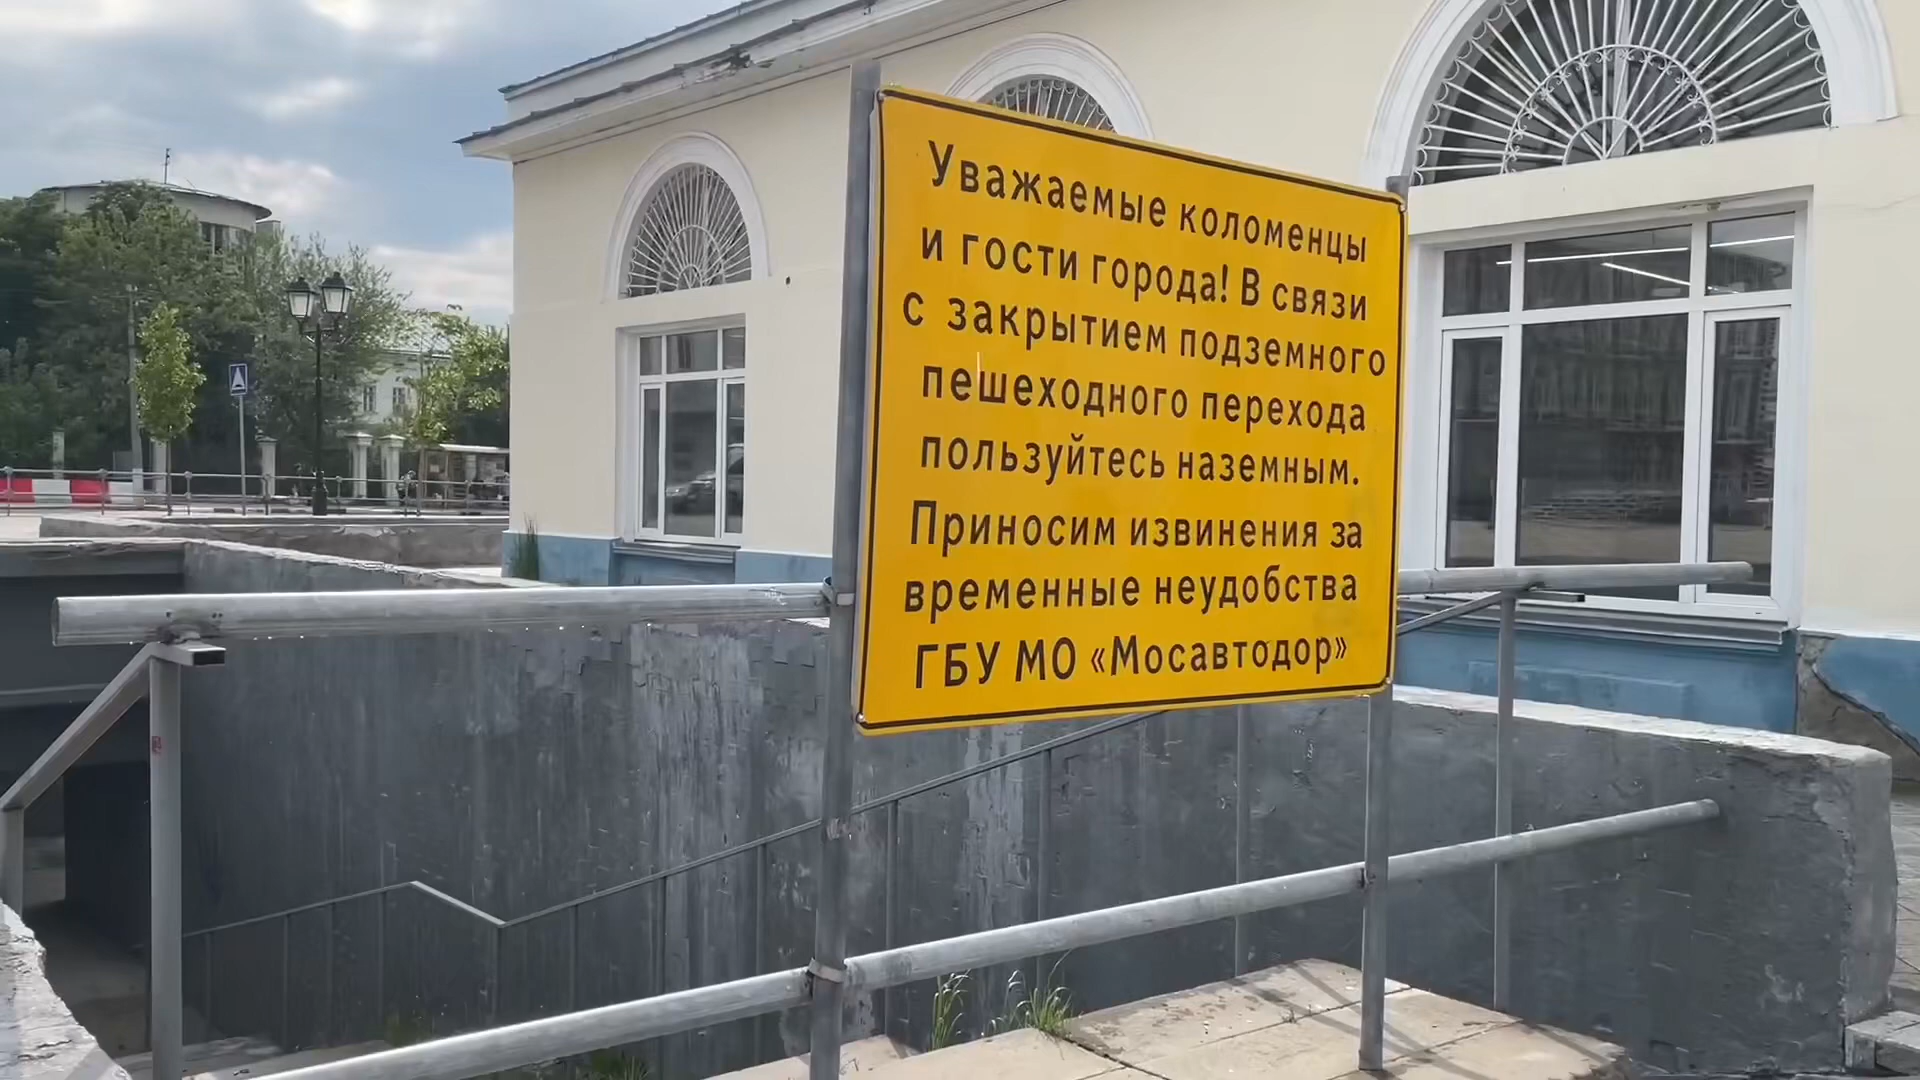 Уважаемые коломенцы
и гости города! В связи
с закрытием подземного
пешеходного перехода
пользуйтесь наземным.
Приносим извинения за
временные неудобства
ГБУ МО «Мосавтодор»